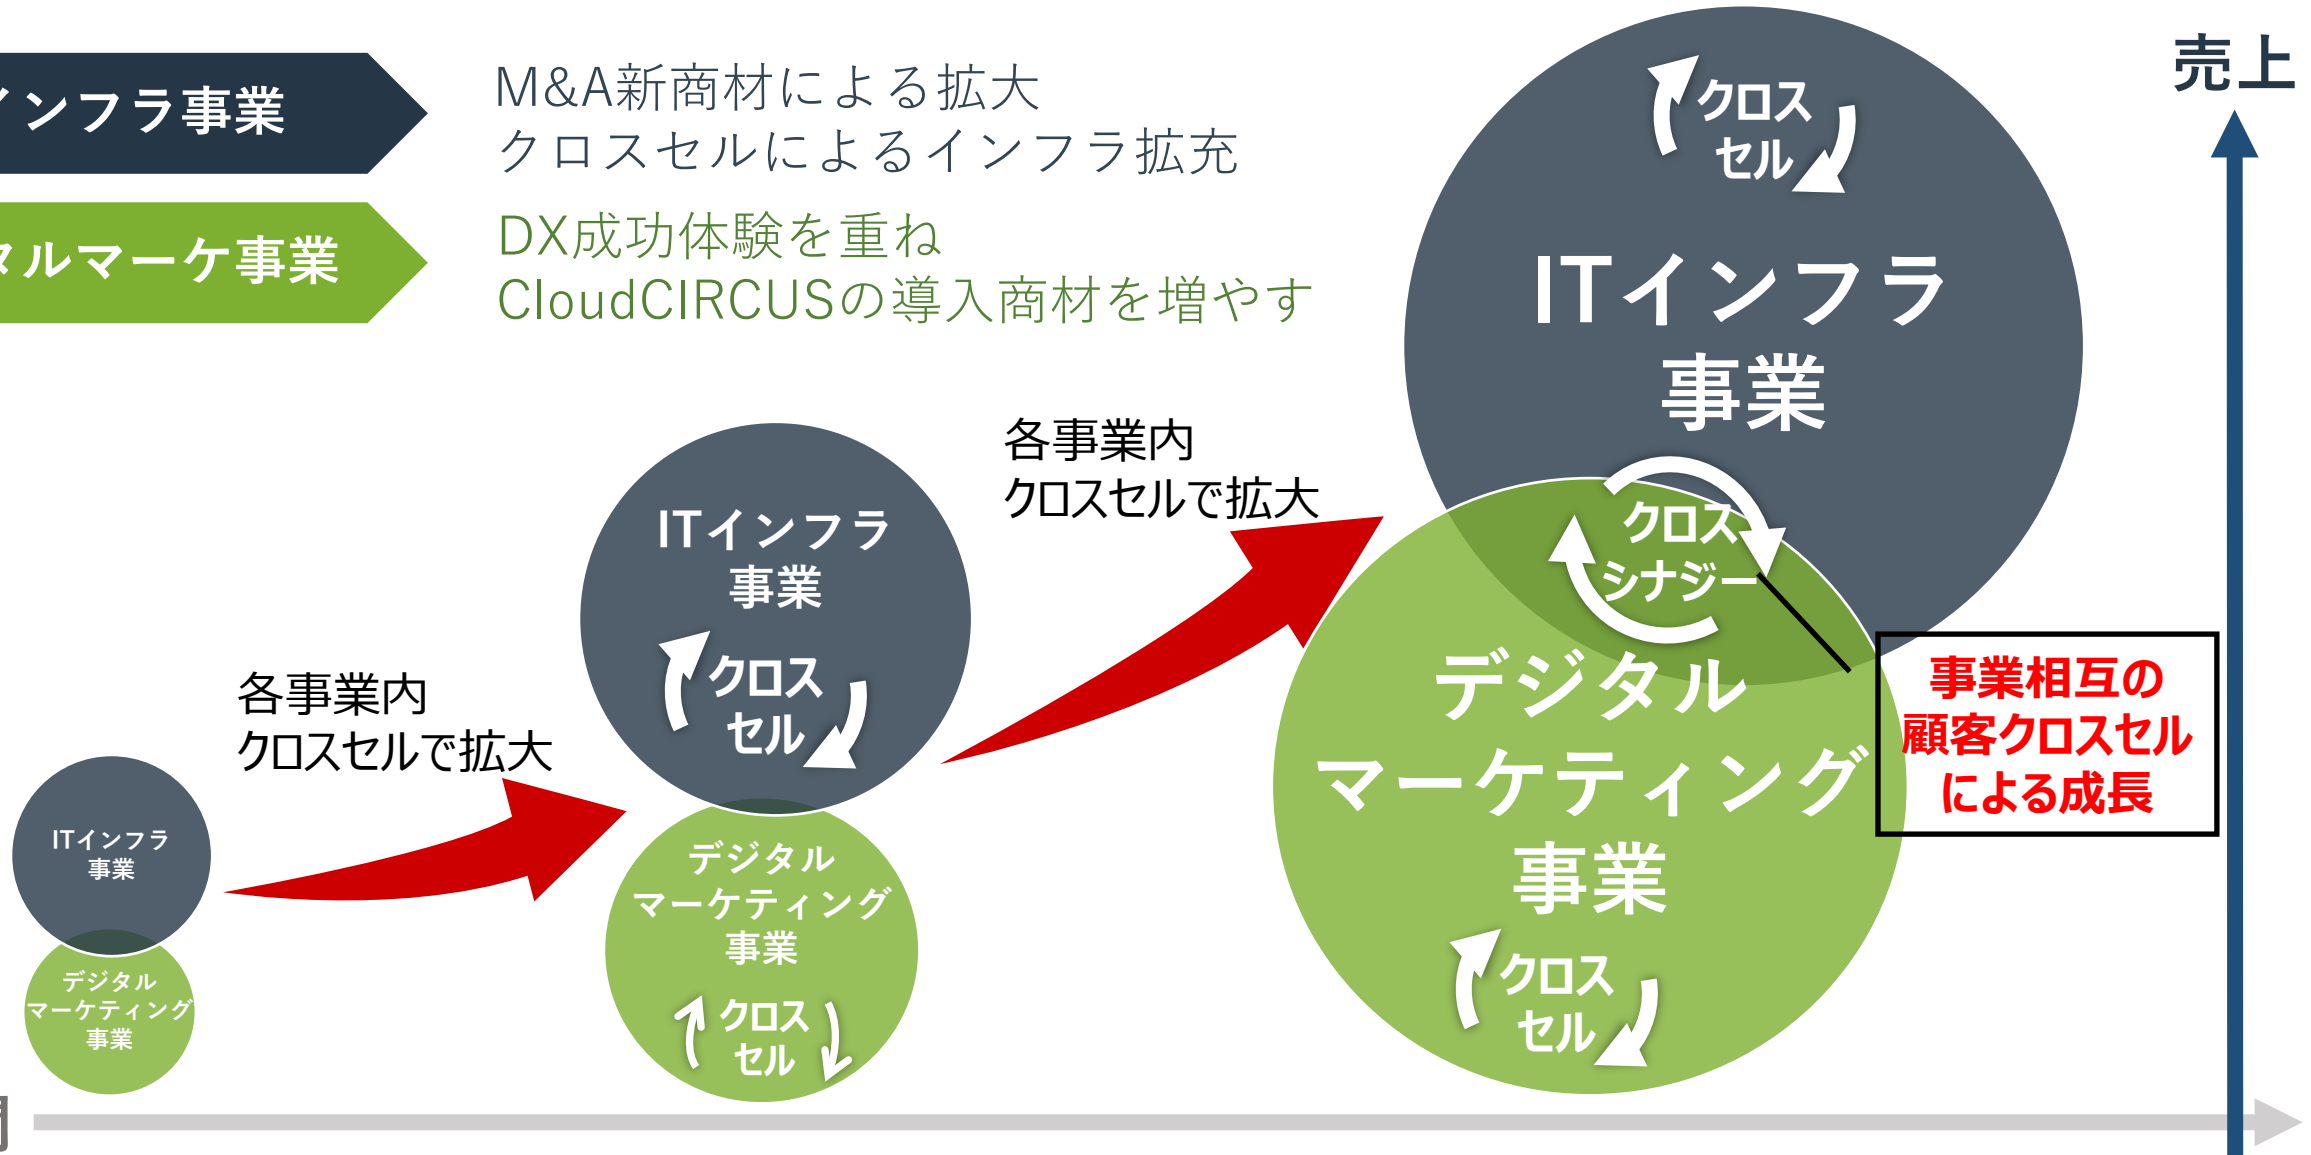 インフラ事業
M&A新商材による拡大
クロスセルによるインフラ拡充
タルマーケ事業
DX成功体験を重ね
CloudCIRCUSの導入商材を増やす
売上
クロス
セル
ITインフラ
事業
クロス
シナジー
デジタル
マーケティング
事業
クロス
セル
事業相互の
顧客クロスセル
による成長
各事業内
クロスセルで拡大
ITインフラ
事業
クロス
セル
デジタル
マーケティング
事業
クロス
セル
各事業内
クロスセルで拡大
ITインフラ
事業
デジタル
マーケティング
事業